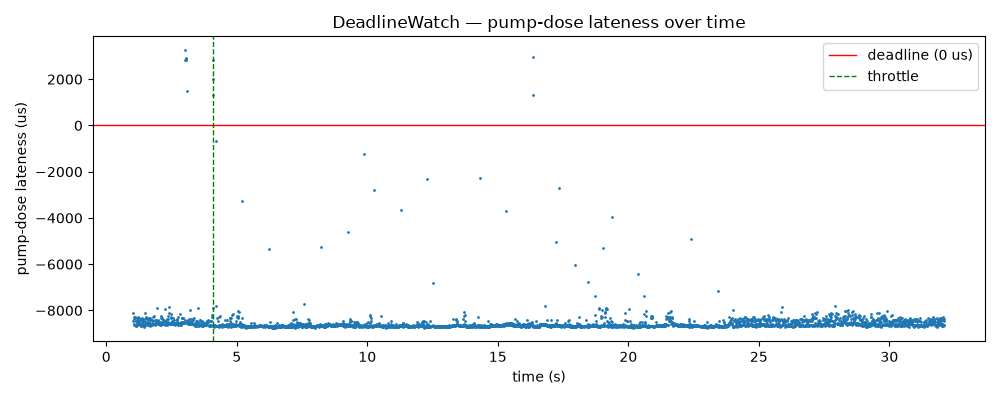 DeadlineWatch — pump-dose lateness over time
deadline (0 us)
throttle
pump-dose lateness (us)
2000
0
−2000
−4000
−6000
−8000
0 5 10 15 20 25 30
time (s)